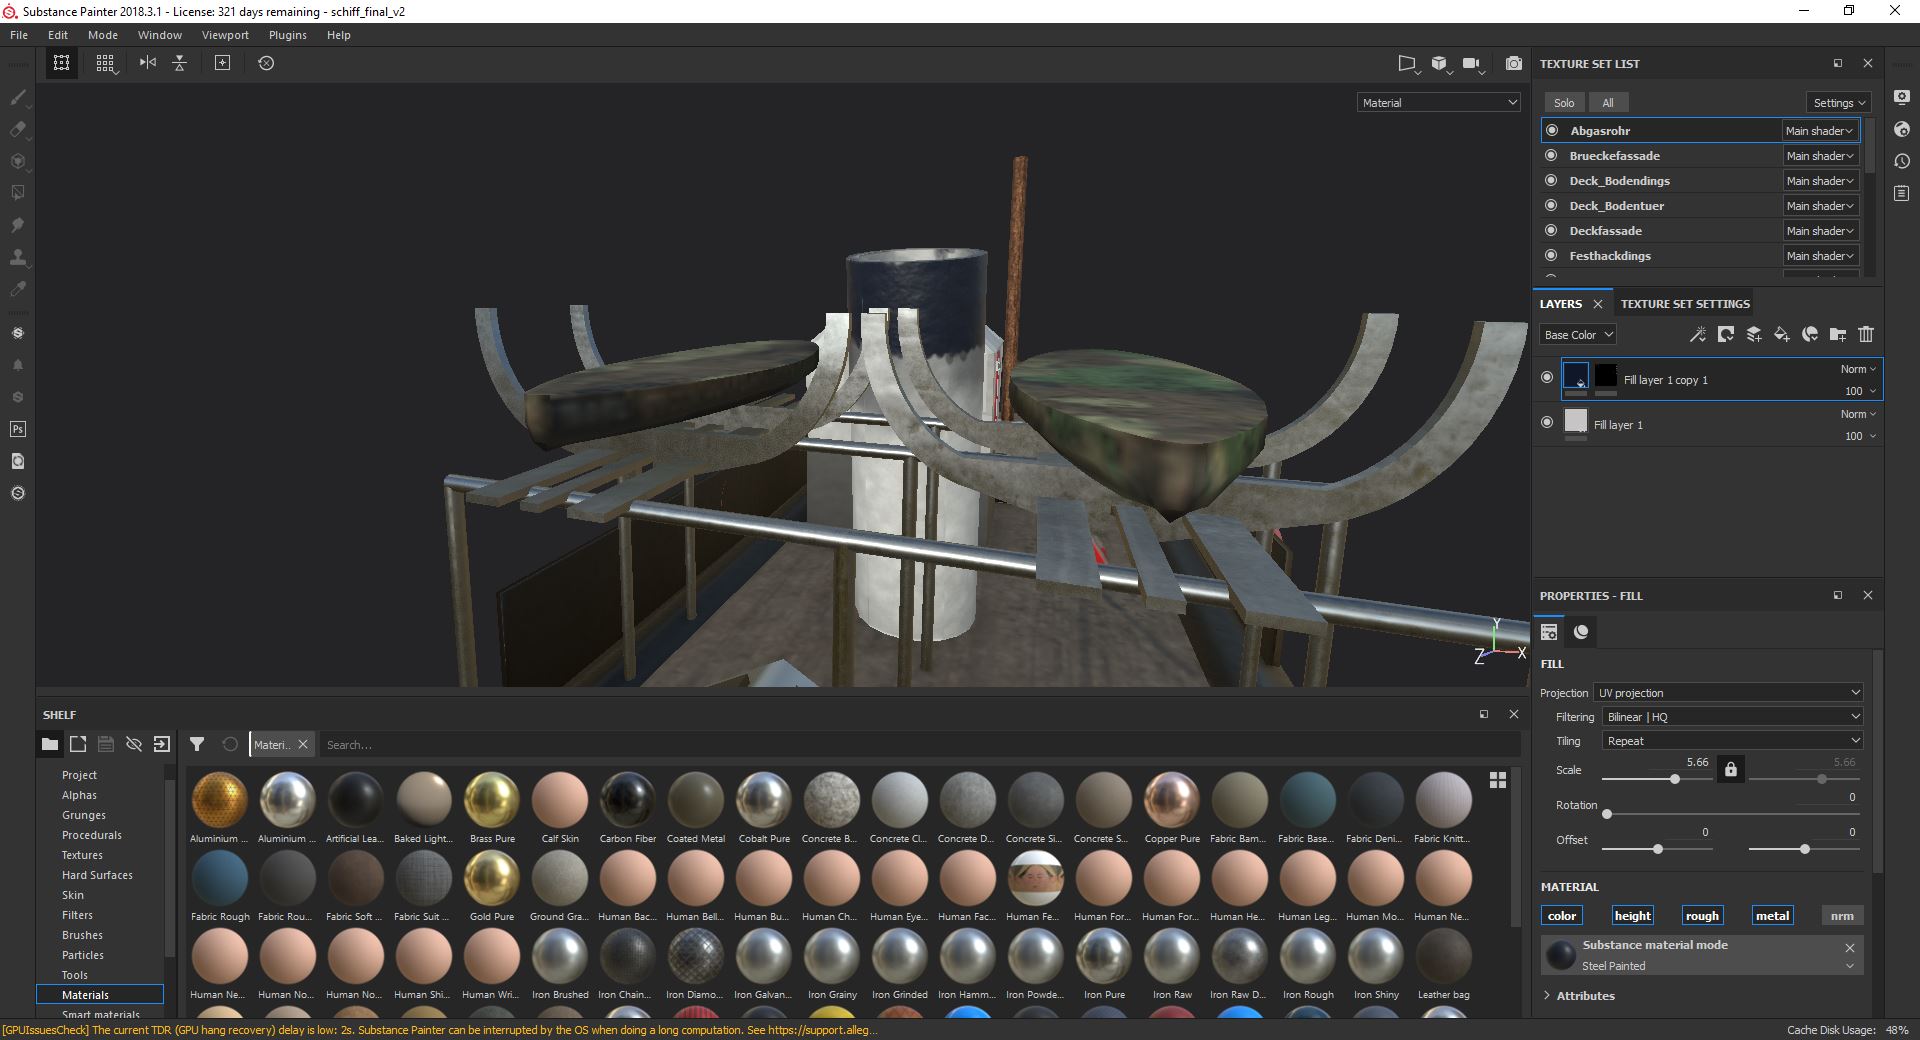 Substance Painter 2018.3.1 - License: 321 days remaining - schiff_final_v2
File Edit Mode Window Viewport Plugins Help
Material
Y
Z X
TEXTURE SET LIST
Solo All Settings
Abgasrohr Main shader
Brueckefassade Main shader
Deck_Bodendings Main shader
Deck_Bodentuer Main shader
Deckfassade Main shader
Festhackdings Main shader
LAYERS TEXTURE SET SETTINGS
Base Color
Fill layer 1 copy 1 Norm
100
Fill layer 1 Norm
100
Ps
PROPERTIES - FILL
FILL
Projection UV projection
Filtering Bilinear | HQ
Tiling Repeat
Scale 5.66 5.66
Rotation 0
Offset 0 0
MATERIAL
color height rough metal nrm
Substance material mode
Steel Painted
Attributes
SHELF
Materi... Search...
Project
Alphas
Grunges
Procedurals
Textures
Hard Surfaces
Skin
Filters
Brushes
Particles
Tools
Materials
Smart materials
Aluminium ... Aluminium ... Artificial Lea... Baked Light... Brass Pure Calf Skin Carbon Fiber Coated Metal Cobalt Pure Concrete B... Concrete Cl... Concrete D... Concrete Si... Concrete S... Copper Pure Fabric Bam... Fabric Base... Fabric Deni... Fabric Knitt...
Fabric Rough Fabric Rou... Fabric Soft ... Fabric Suit ... Gold Pure Ground Gra... Human Bac... Human Bell... Human Bu... Human Ch... Human Eye... Human Fac... Human Fe... Human For... Human For... Human He... Human Leg... Human Mo... Human Ne...
Human Ne... Human No... Human No... Human Shi... Human Wri... Iron Brushed Iron Chain... Iron Diamo... Iron Galvan... Iron Grainy Iron Grinded Iron Hamm... Iron Powde... Iron Pure Iron Raw Iron Raw D... Iron Rough Iron Shiny Leather bag
[GPUIssuesCheck] The current TDR (GPU hang recovery) delay is low: 2s. Substance Painter can be interrupted by the OS when doing a long computation. See https://support.alleg... Cache Disk Usage: 48%